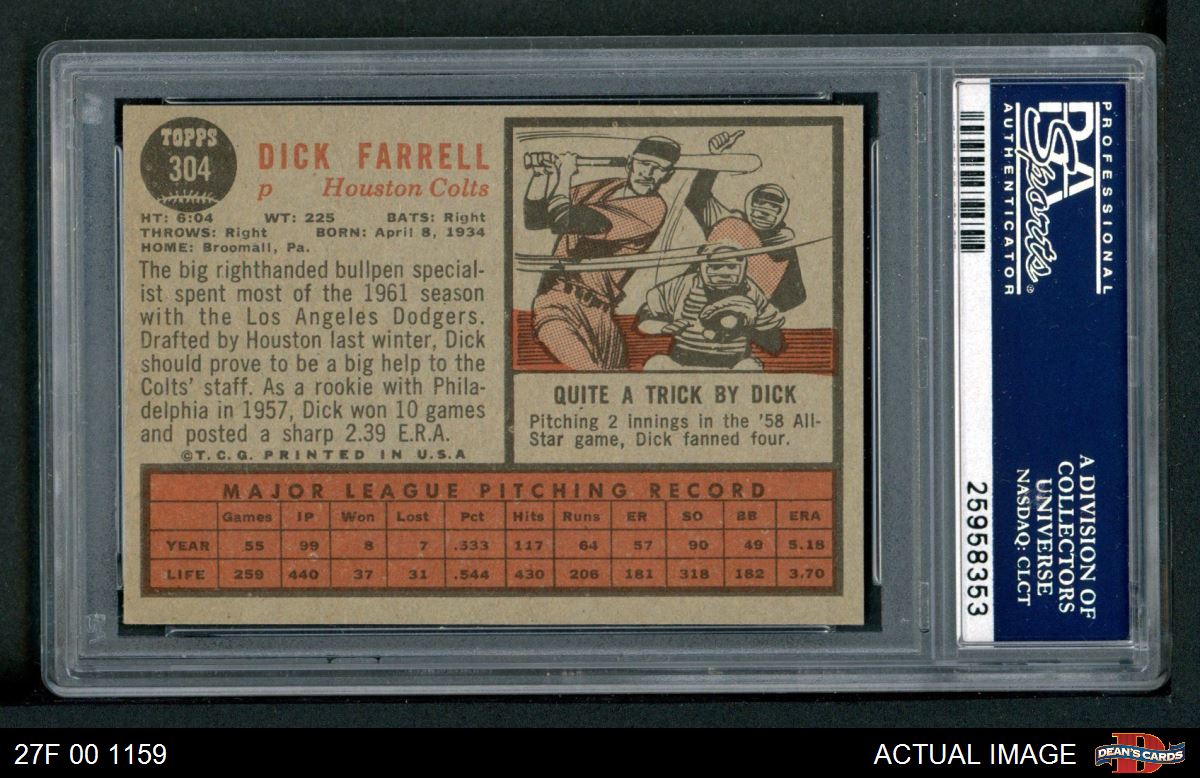 TOPPS
304
DICK FARRELL
p Houston Colts
HT: 6:04 WT: 225 BATS: Right
THROWS: Right BORN: April 8, 1934
HOME: Broomall, Pa.
The big righthanded bullpen special-
ist spent most of the 1961 season
with the Los Angeles Dodgers.
Drafted by Houston last winter, Dick
should prove to be a big help to the
Colts' staff. As a rookie with Phila-
delphia in 1957, Dick won 10 games
and posted a sharp 2.39 E.R.A.
©T.C.G. PRINTED IN U.S.A
QUITE A TRICK BY DICK
Pitching 2 innings in the '58 All-
Star game, Dick fanned four.
MAJOR LEAGUE PITCHING RECORD
Games IP Won Lost Pct Hits Runs ER SO BB ERA
YEAR 55 99 8 7 .533 117 64 57 90 49 5.18
LIFE 259 440 37 31 .544 430 206 181 318 182 3.70
PROFESSIONAL
PSA
Sports®
AUTHENTICATOR
A DIVISION OF
COLLECTORS
UNIVERSE
NASDAQ: CLCT
25958353
27F 00 1159
ACTUAL IMAGE
DEAN'S CARDS